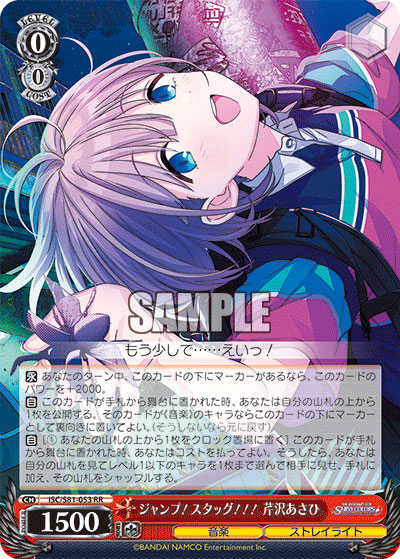 LEVEL
0
0
COST
SAMPLE
もう少しで……えいっ！
永 あなたのターン中、このカードの下にマーカーがあるなら、このカードの
パワーを＋2000。
自 このカードが手札から舞台に置かれた時、あなたは自分の山札の上から
1枚を公開する。そのカードが《音楽》のキャラならこのカードの下にマーカー
として裏向きに置いてよい。（そうしないなら元に戻す）
自 ［① あなたの山札の上から1枚をクロック置場に置く］ このカードが手札
から舞台に置かれた時、あなたはコストを払ってよい。そうしたら、あなたは
自分の山札を見てレベル1以下のキャラを1枚まで選んで相手に見せ、手札に
加え、その山札をシャッフルする。
CH
ISC/S81-053 RR
POWER
1500
ジャンプ！スタッグ！！！ 芹沢あさひ
SHINY COLORS
音楽
ストレイライト
©BANDAI NAMCO Entertainment Inc.